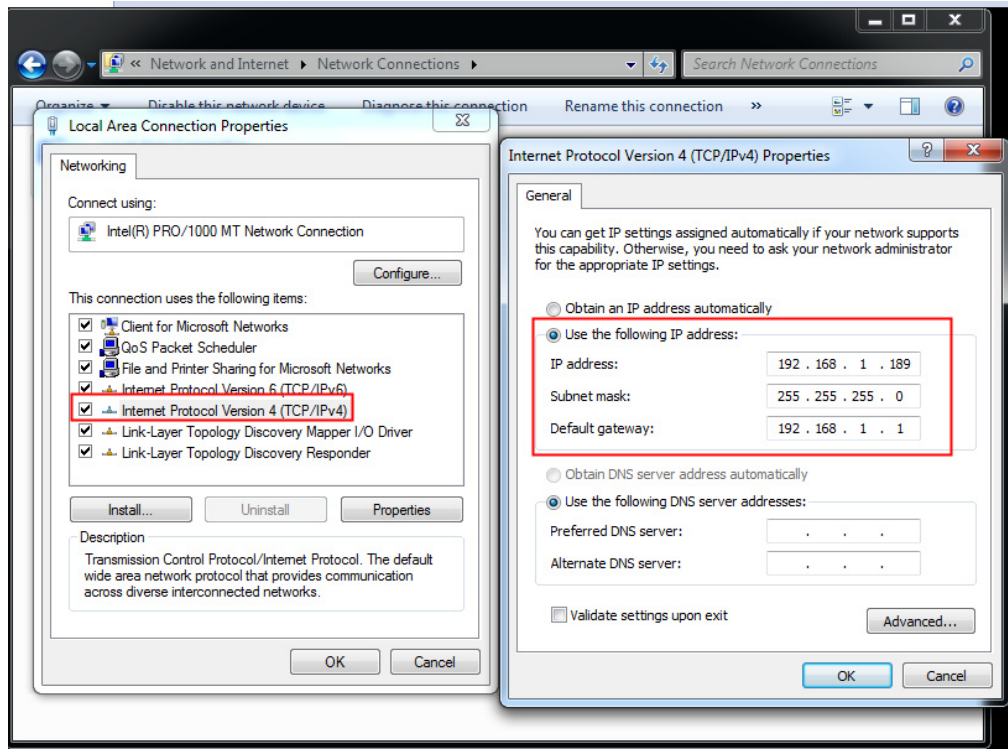 « Network and Internet ▸ Network Connections ▸
Search Network Connections
Organize Disable this network device Diagnose this connection Rename this connection »
Local Area Connection Properties
Networking
Connect using:
Intel(R) PRO/1000 MT Network Connection
Configure...
This connection uses the following items:
Client for Microsoft Networks
QoS Packet Scheduler
File and Printer Sharing for Microsoft Networks
Internet Protocol Version 6 (TCP/IPv6)
Internet Protocol Version 4 (TCP/IPv4)
Link-Layer Topology Discovery Mapper I/O Driver
Link-Layer Topology Discovery Responder
Install... Uninstall Properties
Description
Transmission Control Protocol/Internet Protocol. The default
wide area network protocol that provides communication
across diverse interconnected networks.
OK Cancel
Internet Protocol Version 4 (TCP/IPv4) Properties
General
You can get IP settings assigned automatically if your network supports
this capability. Otherwise, you need to ask your network administrator
for the appropriate IP settings.
Obtain an IP address automatically
Use the following IP address:
IP address: 192 . 168 . 1 . 189
Subnet mask: 255 . 255 . 255 . 0
Default gateway: 192 . 168 . 1 . 1
Obtain DNS server address automatically
Use the following DNS server addresses:
Preferred DNS server: . . .
Alternate DNS server: . . .
Validate settings upon exit
Advanced...
OK Cancel